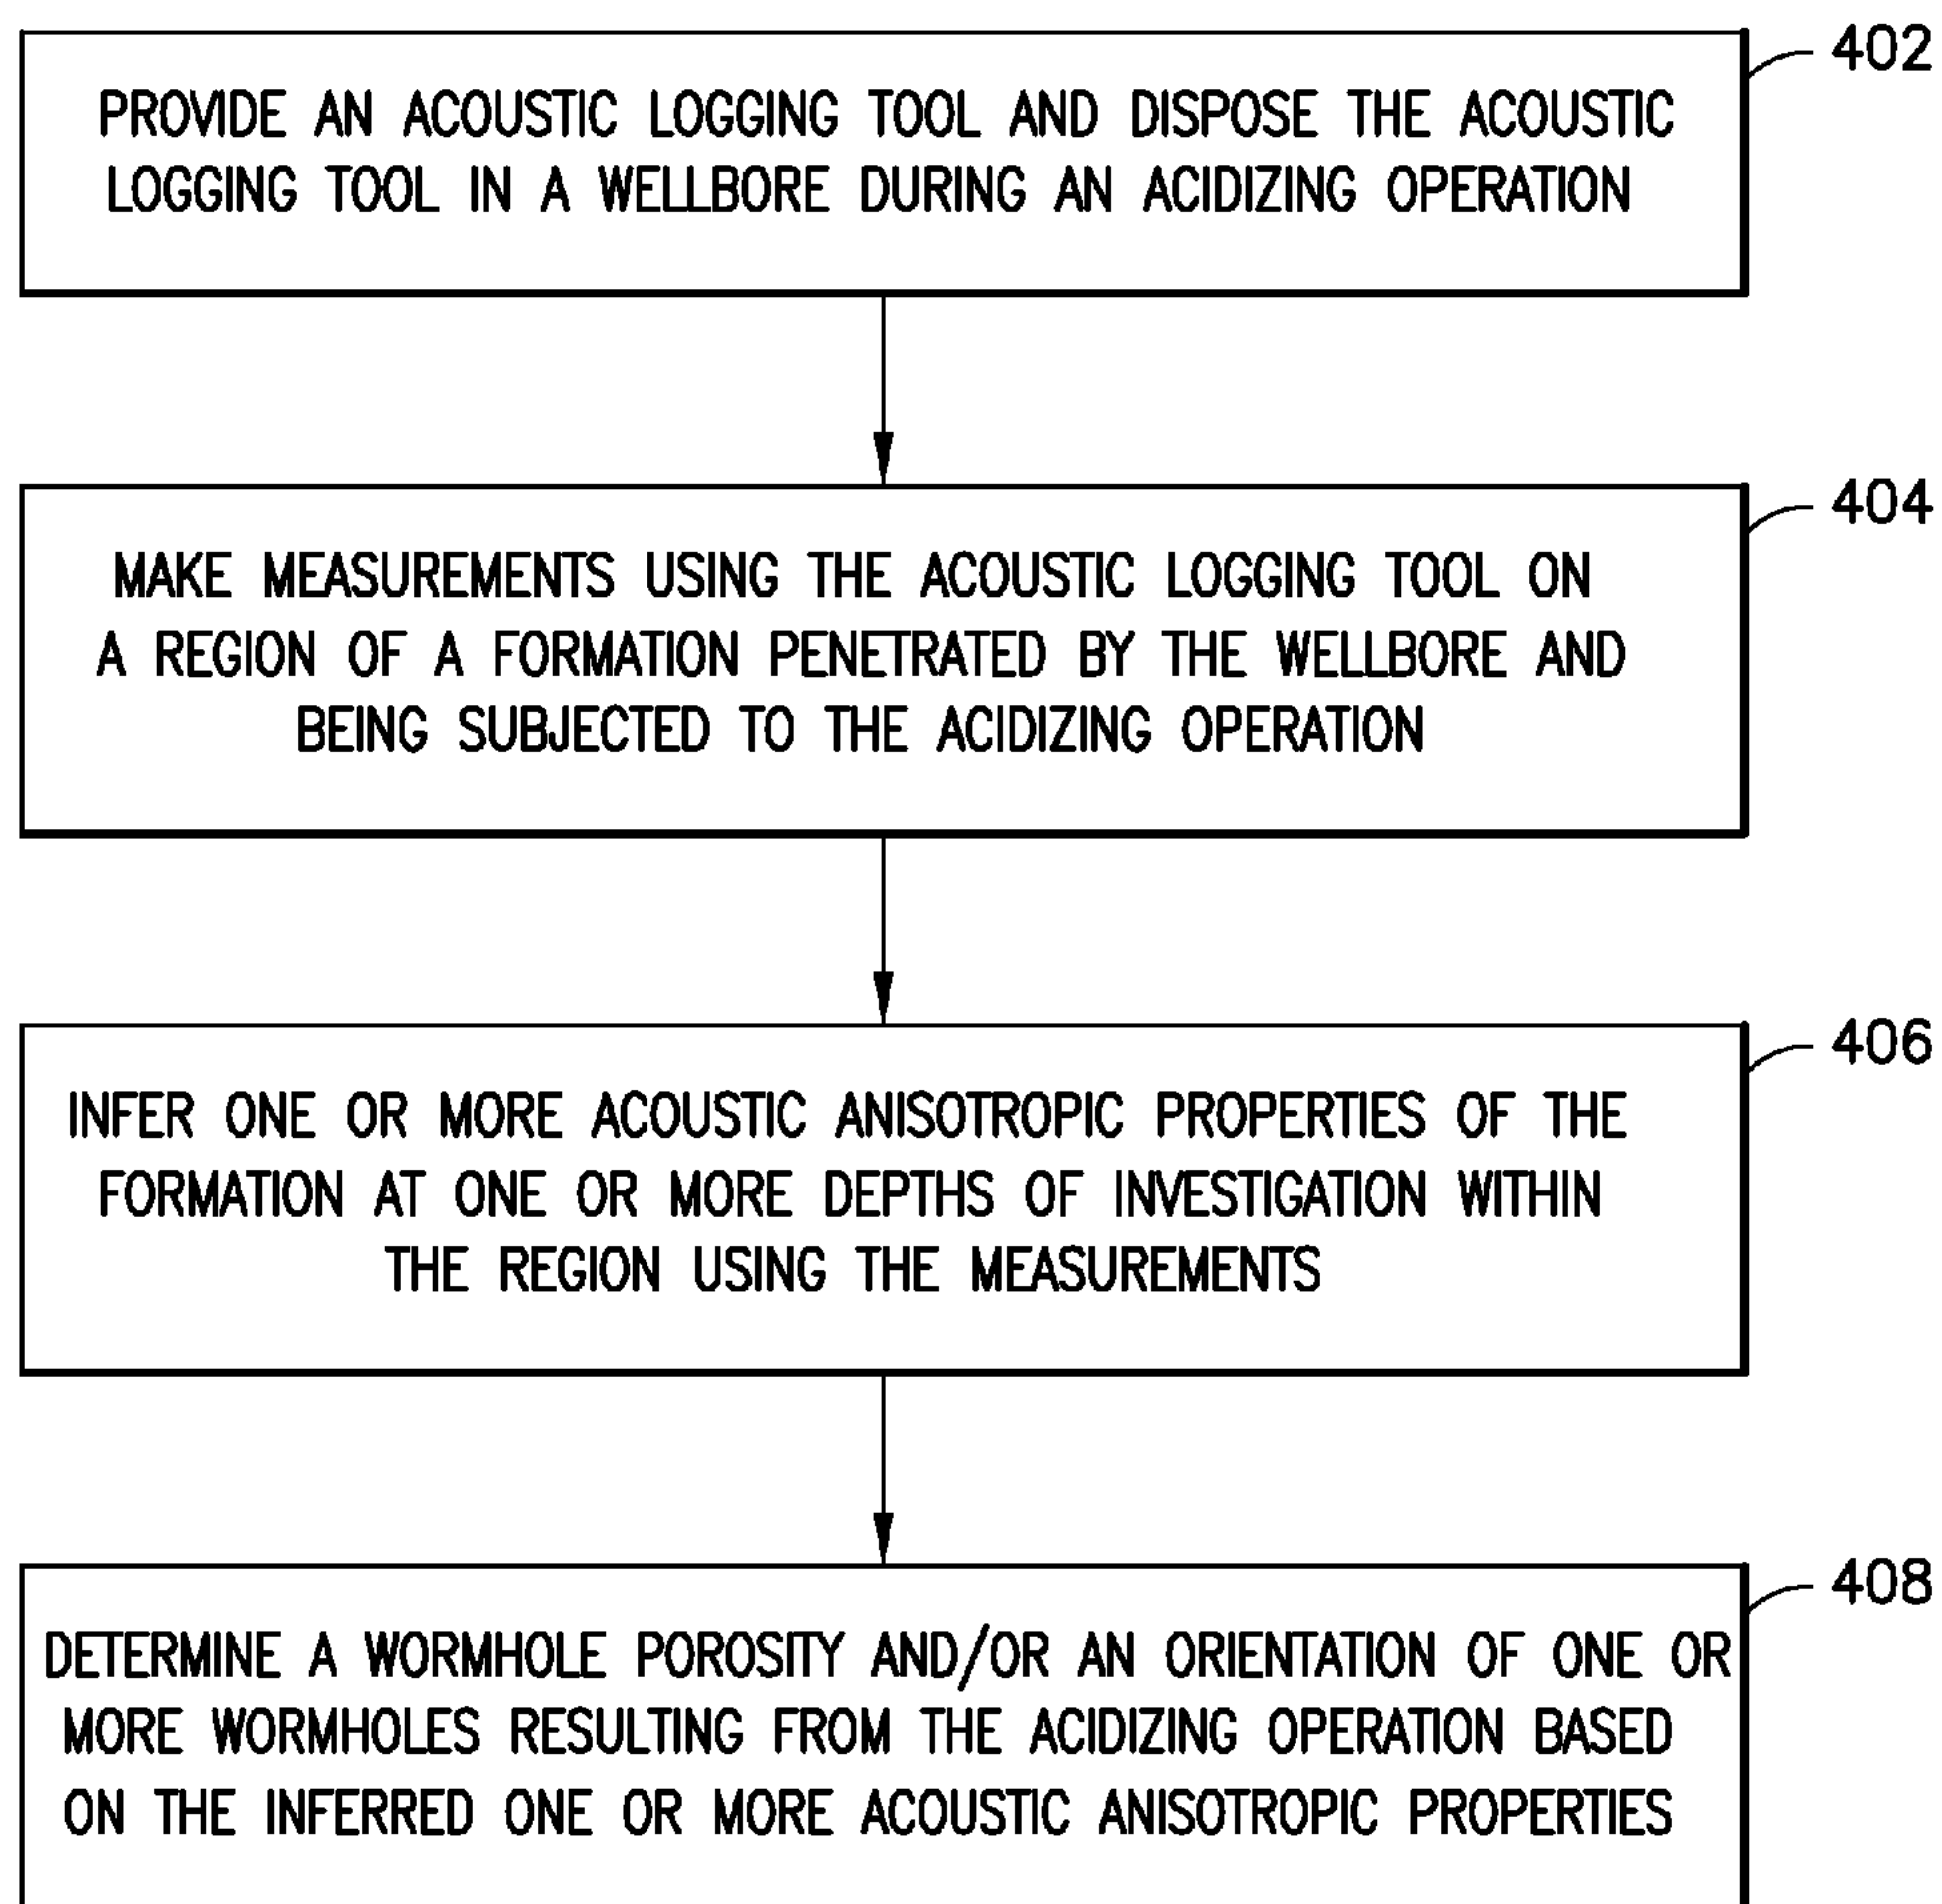 402
PROVIDE AN ACOUSTIC LOGGING TOOL AND DISPOSE THE ACOUSTIC
LOGGING TOOL IN A WELLBORE DURING AN ACIDIZING OPERATION
404
MAKE MEASUREMENTS USING THE ACOUSTIC LOGGING TOOL ON
A REGION OF A FORMATION PENETRATED BY THE WELLBORE AND
BEING SUBJECTED TO THE ACIDIZING OPERATION
406
INFER ONE OR MORE ACOUSTIC ANISOTROPIC PROPERTIES OF THE
FORMATION AT ONE OR MORE DEPTHS OF INVESTIGATION WITHIN
THE REGION USING THE MEASUREMENTS
408
DETERMINE A WORMHOLE POROSITY AND/OR AN ORIENTATION OF ONE OR
MORE WORMHOLES RESULTING FROM THE ACIDIZING OPERATION BASED
ON THE INFERRED ONE OR MORE ACOUSTIC ANISOTROPIC PROPERTIES